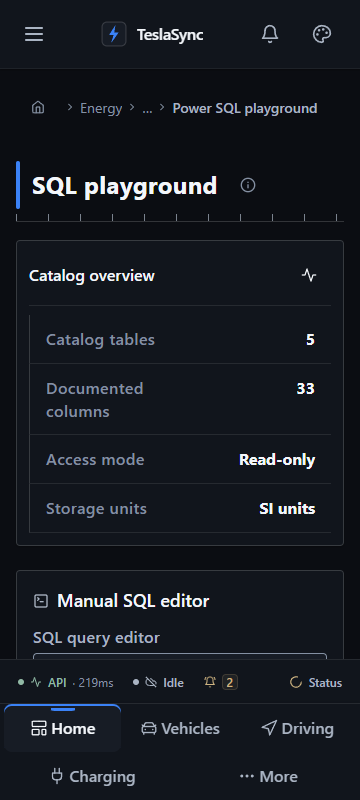 TeslaSync
Energy
...
Power SQL playground
SQL playground
Catalog overview
Catalog tables
5
Documented
columns
33
Access mode
Read-only
Storage units
SI units
Manual SQL editor
SQL query editor
API · 219ms
Idle
2
Status
Home
Vehicles
Driving
Charging
More